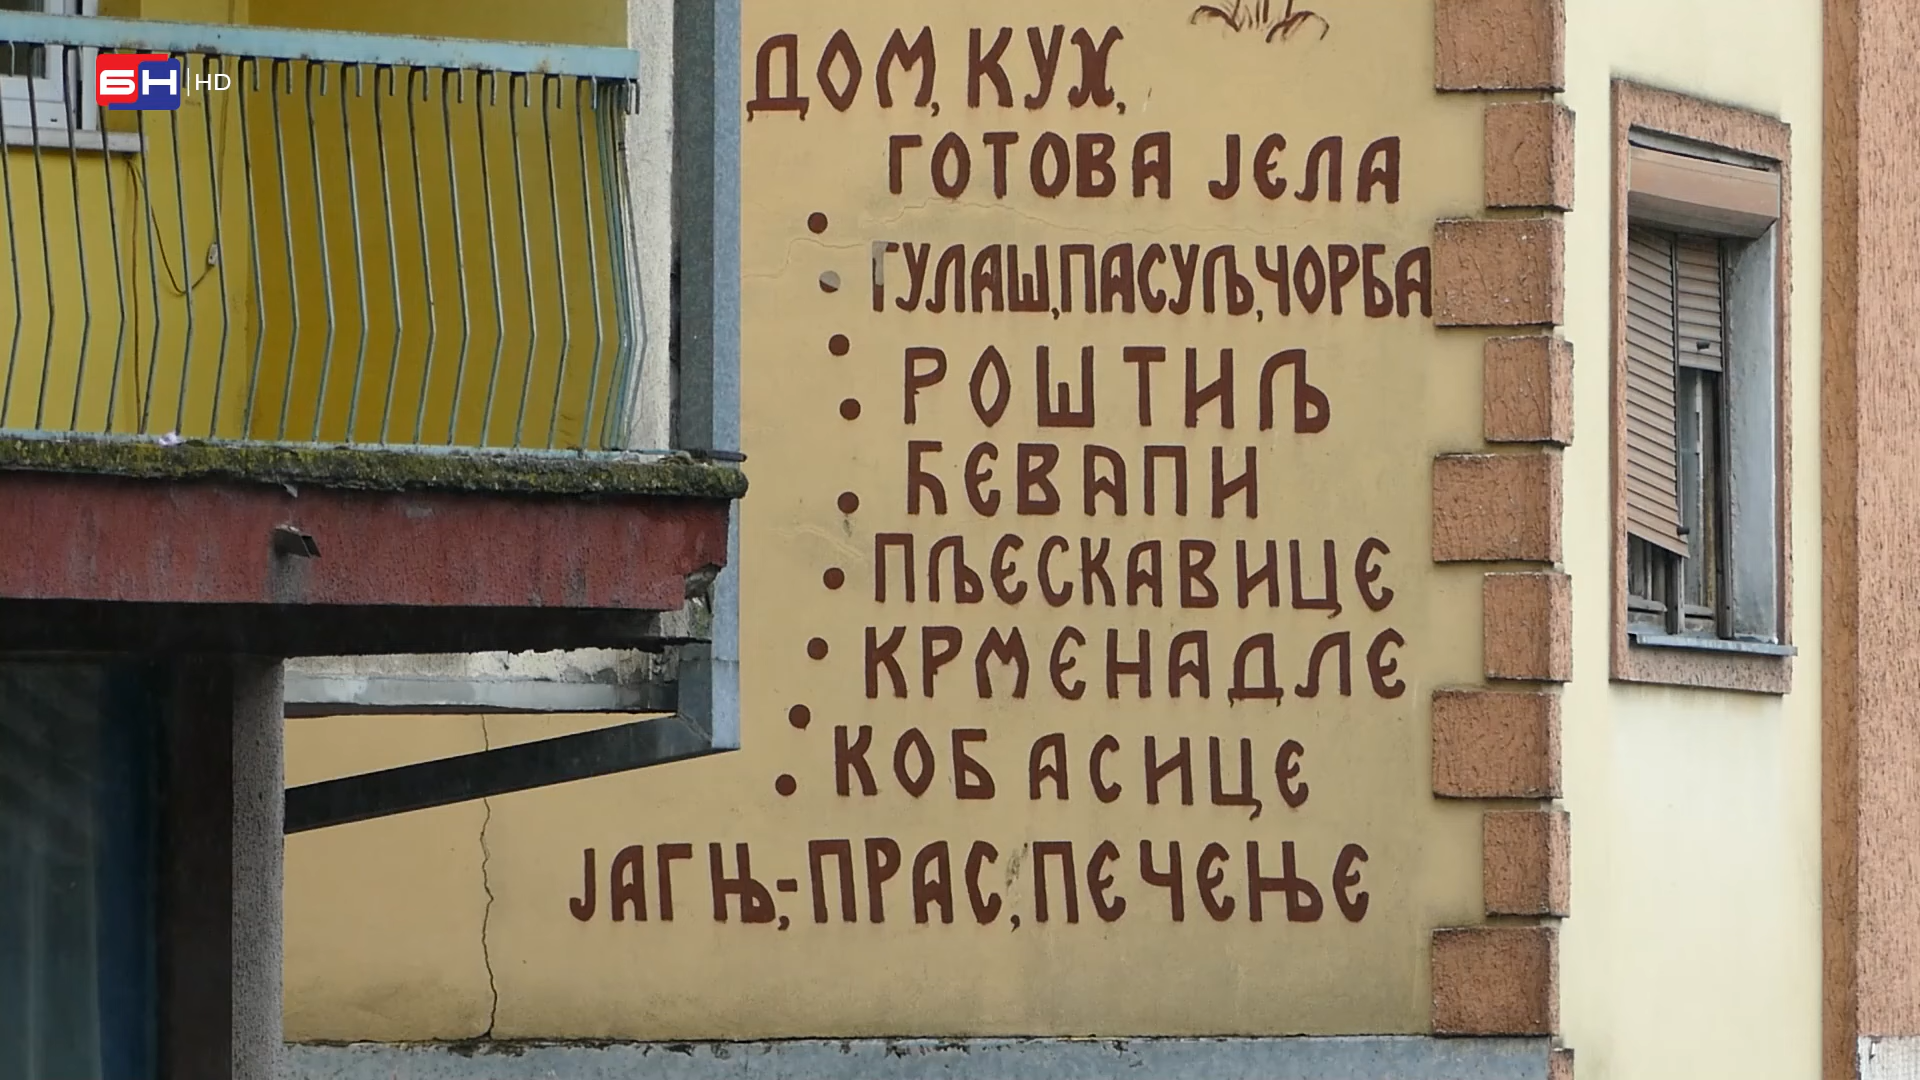 БН HD
ДОМ, КУХ,
ГОТОВА ЈЕЛА
ГУЛАШ,ПАСУЉ,ЧОРБА
РОШТИЉ
ЋЕВАПИ
ПЉЕСКАВИЦЕ
КРМЕНАДЛЕ
КОБАСИЦЕ
ЈАГЊ,-ПРАС,ПЕЧЕЊЕ